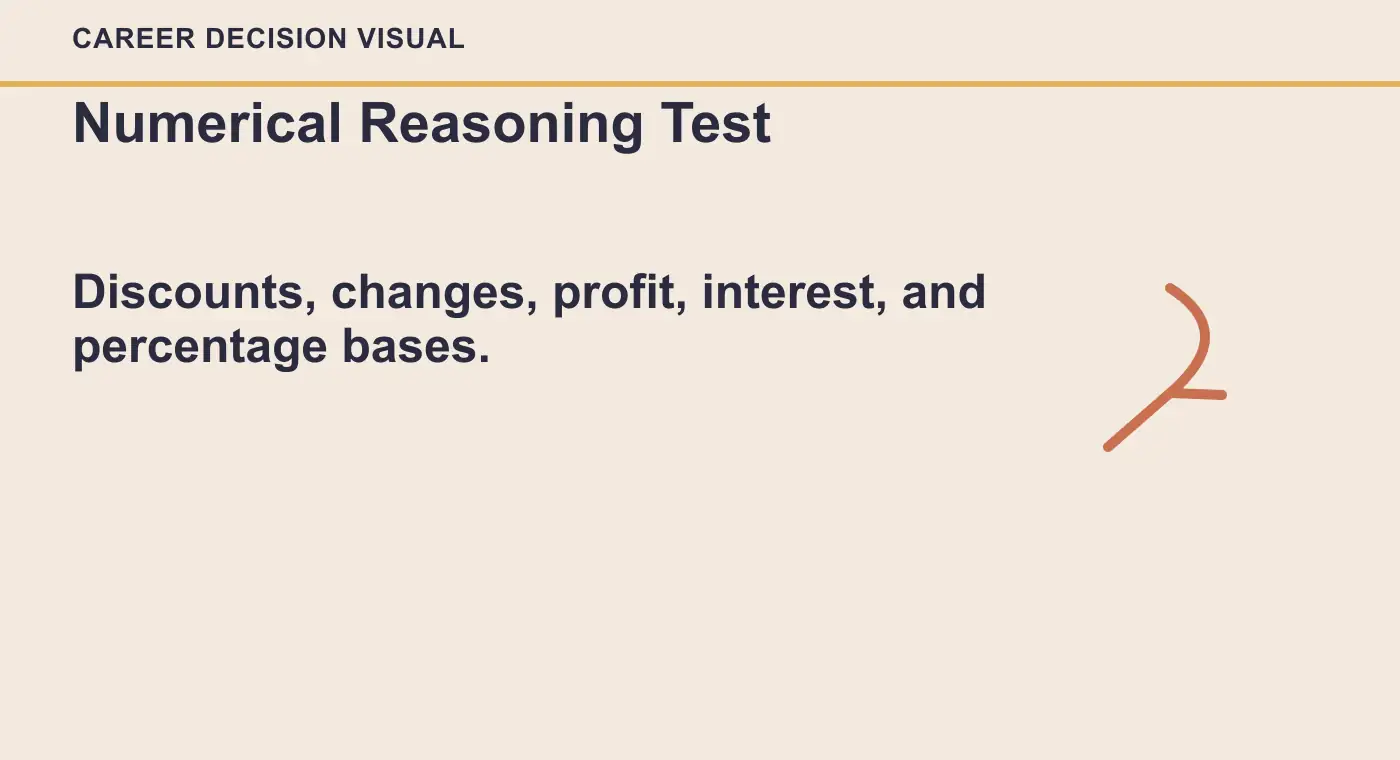 CAREER DECISION VISUAL
Numerical Reasoning Test
Discounts, changes, profit, interest, and
percentage bases.